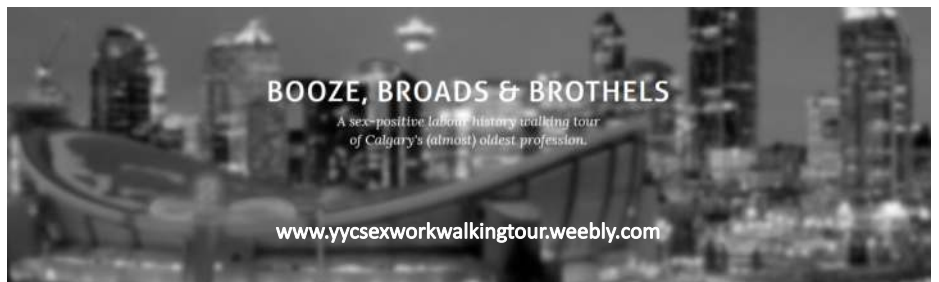 BOOZE, BROADS & BROTHELS
A sex-positive labour history walking tour
of Calgary's (almost) oldest profession.
www.yycsexworkwalkingtour.weebly.com